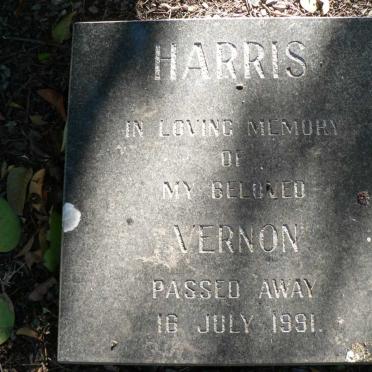 HARRIS
IN LOVING MEMORY
OF
MY BELOVED
VERNON
PASSED AWAY
16 JULY 1991.